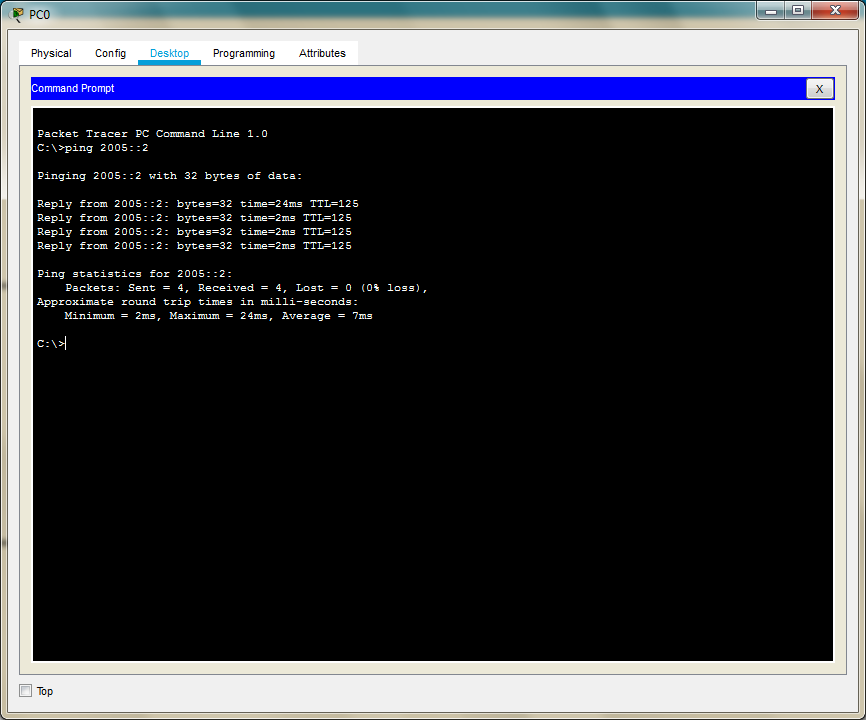 PC0
Physical Config Desktop Programming Attributes
Command Prompt
X
Packet Tracer PC Command Line 1.0
C:\>ping 2005::2
Pinging 2005::2 with 32 bytes of data:
Reply from 2005::2: bytes=32 time=24ms TTL=125
Reply from 2005::2: bytes=32 time=2ms TTL=125
Reply from 2005::2: bytes=32 time=2ms TTL=125
Reply from 2005::2: bytes=32 time=2ms TTL=125
Ping statistics for 2005::2:
    Packets: Sent = 4, Received = 4, Lost = 0 (0% loss),
Approximate round trip times in milli-seconds:
    Minimum = 2ms, Maximum = 24ms, Average = 7ms
C:\>
Top